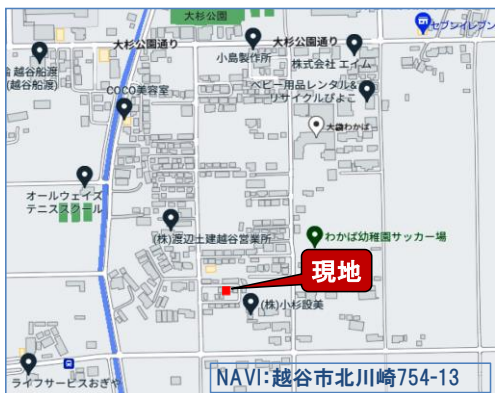 大杉公園
セブンイレブン
大杉公園通り
大杉公園通り
小島製作所
株式会社 エイム
越谷船渡
(越谷船渡)
COCO美容室
ベビー用品レンタル&
リサイクルぴよこ
大袋わかば
オールウェイズ
テニススクール
(株)渡辺土建越谷営業所
わかば幼稚園サッカー場
現地
(株)小杉設美
ライフサービスおぎや
NAVI:越谷市北川崎754-13